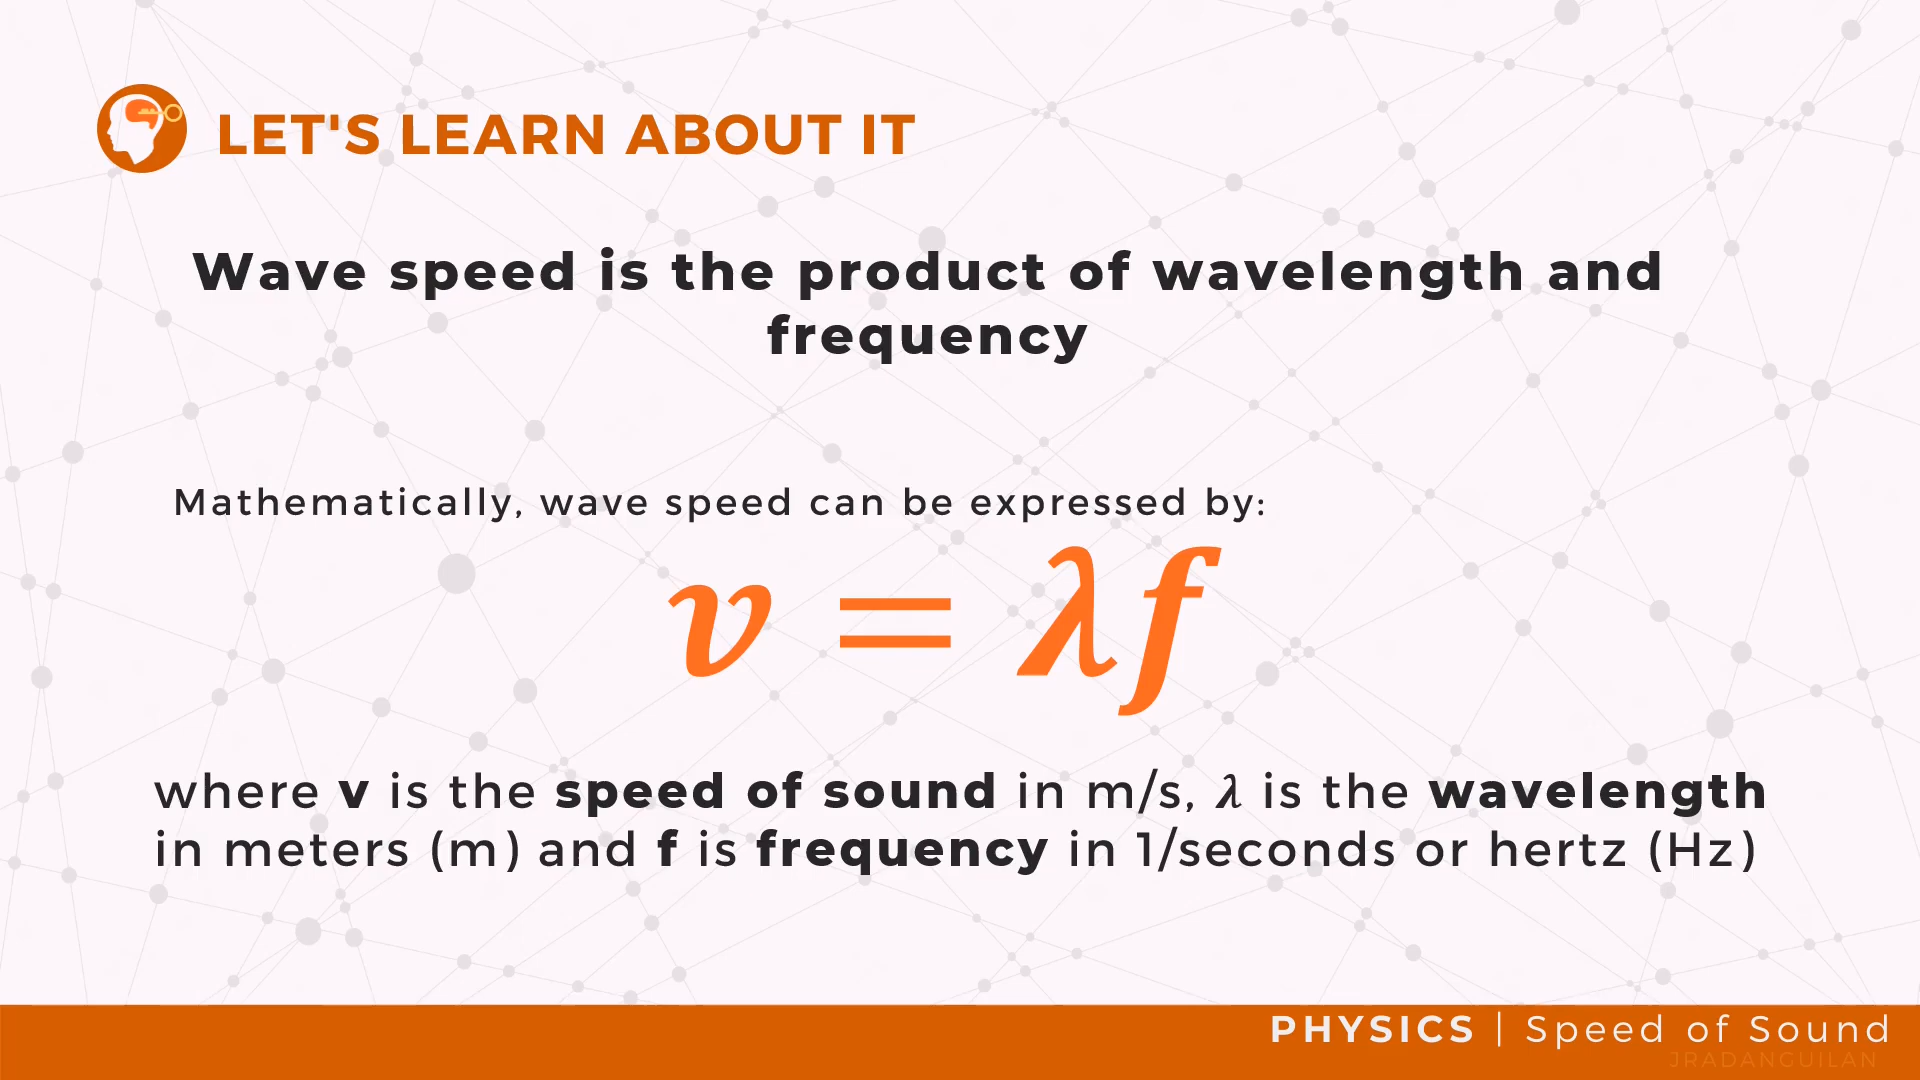 LET'S LEARN ABOUT IT
Wave speed is the product of wavelength and
frequency
Mathematically, wave speed can be expressed by:
v = λf
where v is the speed of sound in m/s, λ is the wavelength
in meters (m) and f is frequency in 1/seconds or hertz (Hz)
PHYSICS | Speed of Sound
JRADANGUILAN